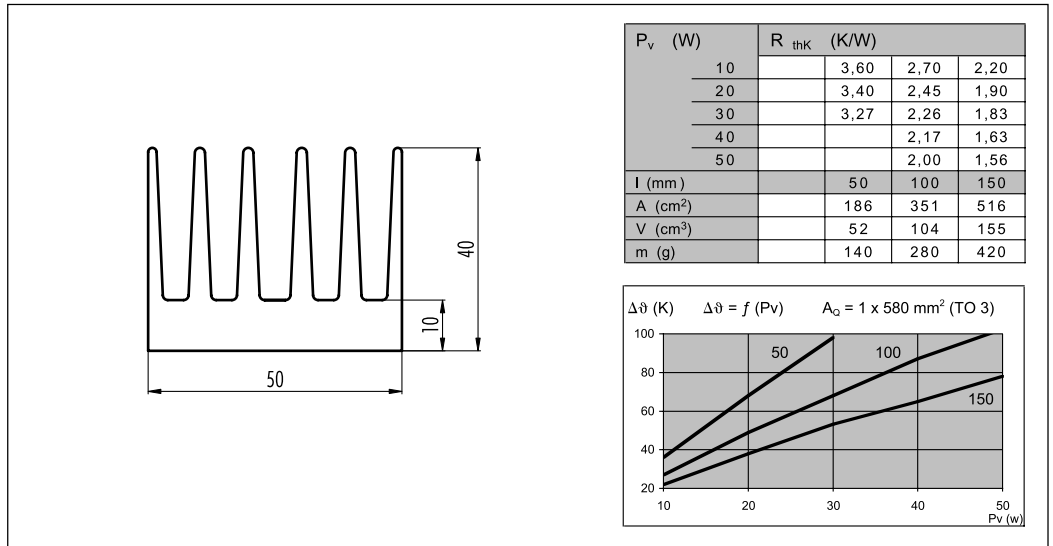 40
10
50
Pv (W) R thK (K/W)
10 3,60 2,70 2,20
20 3,40 2,45 1,90
30 3,27 2,26 1,83
40 2,17 1,63
50 2,00 1,56
l (mm) 50 100 150
A (cm²) 186 351 516
V (cm³) 52 104 155
m (g) 140 280 420
Δϑ (K) Δϑ = ƒ (Pv) A_Q = 1 x 580 mm² (TO 3)
100
80
60
40
20
50 100
150
10 20 30 40 50
Pv (w)